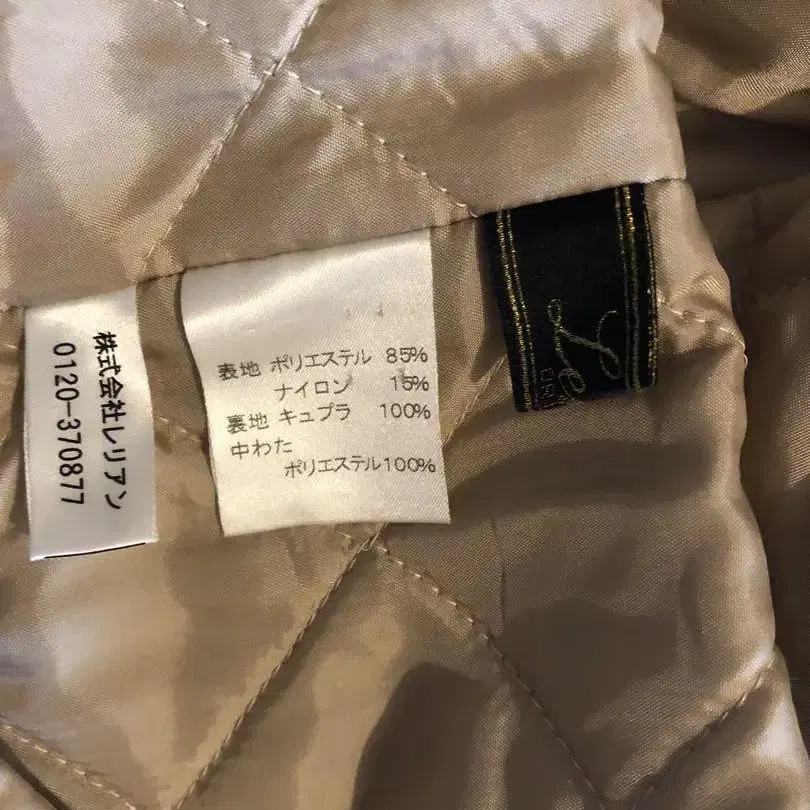 株式会社レリアン
0120-370877
表地 ポリエステル 85%
ナイロン 15%
裏地 キュプラ 100%
中わた
ポリエステル100%